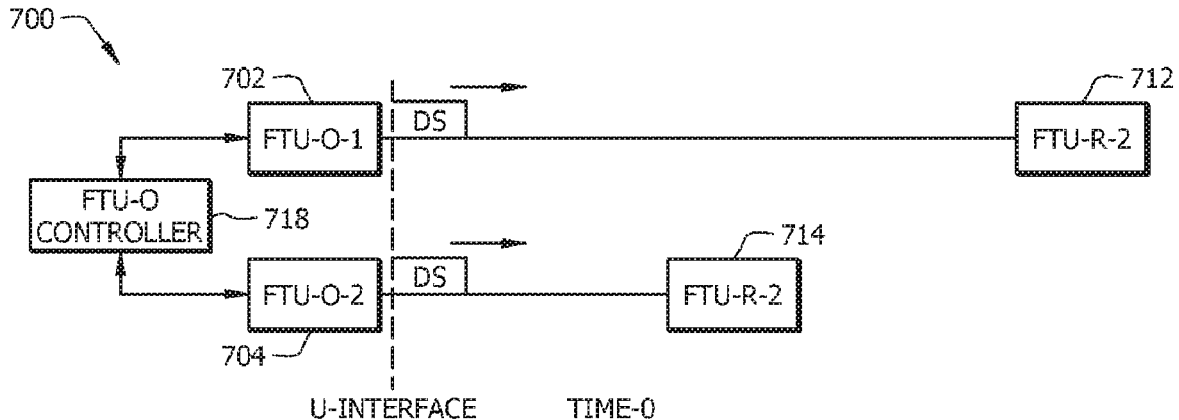 700
702
712
DS
FTU-O-1
FTU-R-2
FTU-O
CONTROLLER
718
714
DS
FTU-O-2
FTU-R-2
704
U-INTERFACE
TIME-0